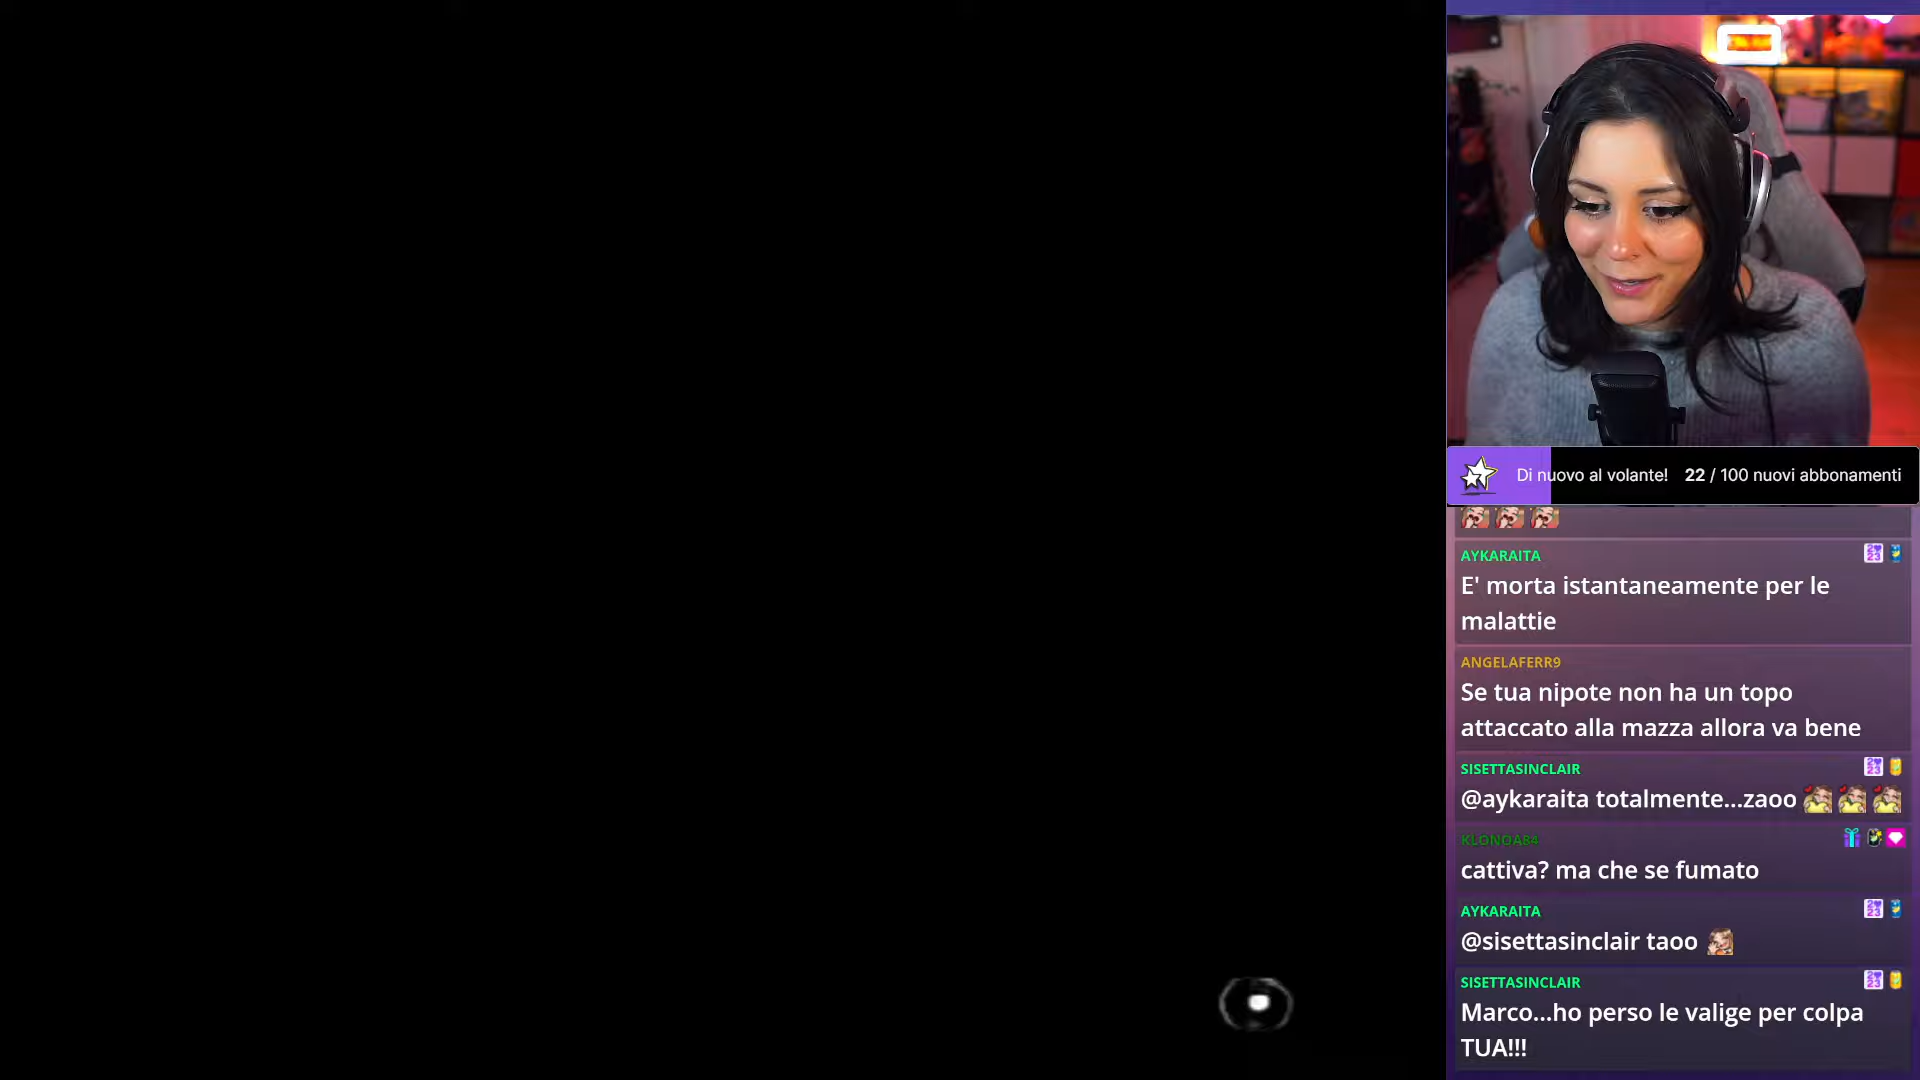 Di nuovo al volante! 22 / 100 nuovi abbonamenti
AYKARAITA
E' morta istantaneamente per le
malattie
ANGELAFERR9
Se tua nipote non ha un topo
attaccato alla mazza allora va bene
SISETTASINCLAIR
@aykaraita totalmente...zaoo
KLONOA84
cattiva? ma che se fumato
AYKARAITA
@sisettasinclair taoo
SISETTASINCLAIR
Marco...ho perso le valige per colpa
TUA!!!